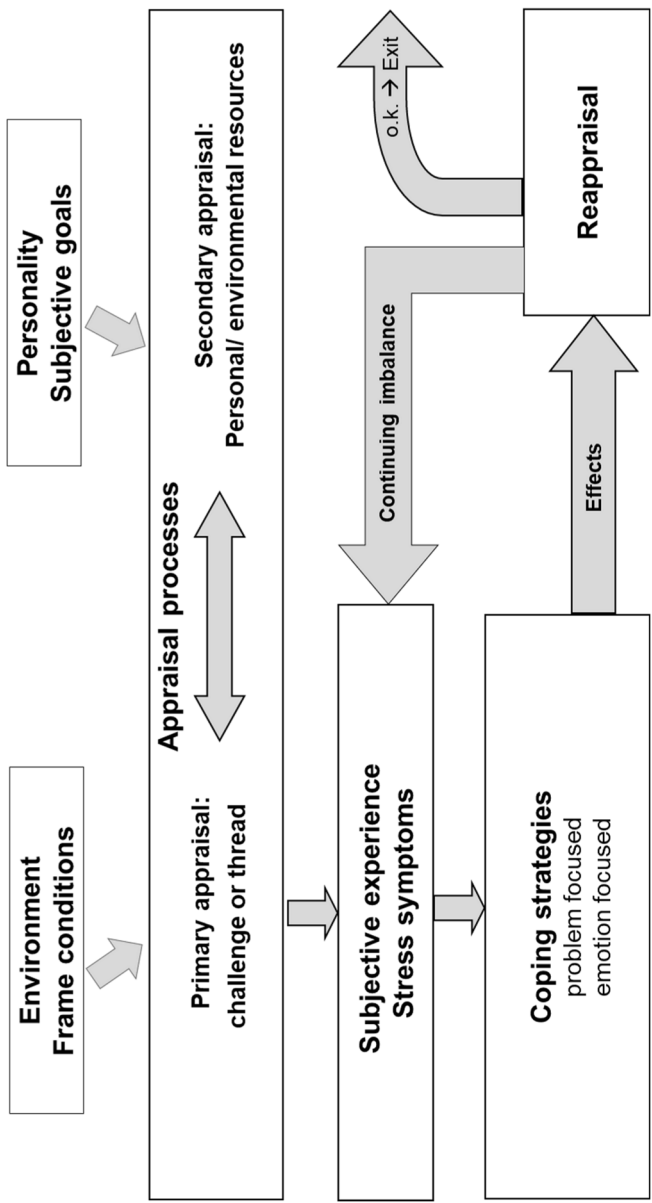 Environment
Frame conditions
Personality
Subjective goals
Appraisal processes
Primary appraisal:
challenge or thread
Secondary appraisal:
Personal/ environmental resources
Subjective experience
Stress symptoms
Continuing imbalance
o.k. → Exit
Coping strategies
problem focused
emotion focused
Effects
Reappraisal